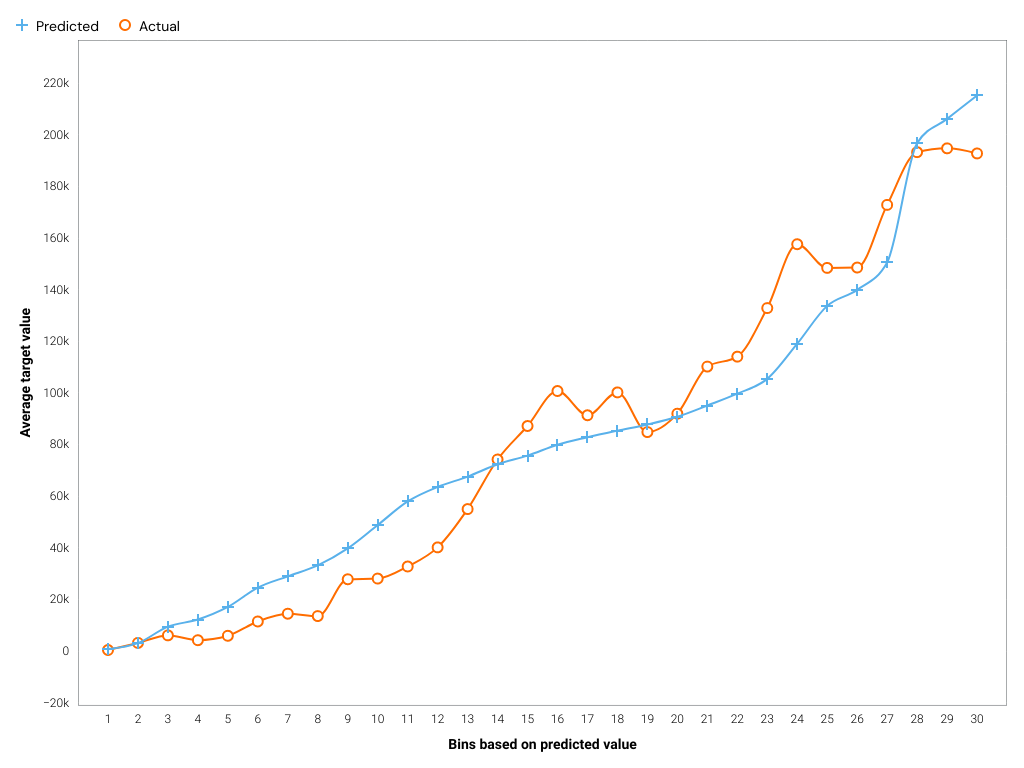 Predicted Actual
220k
200k
180k
160k
140k
120k
100k
80k
60k
40k
20k
0
−20k
Average target value
1 2 3 4 5 6 7 8 9 10 11 12 13 14 15 16 17 18 19 20 21 22 23 24 25 26 27 28 29 30
Bins based on predicted value